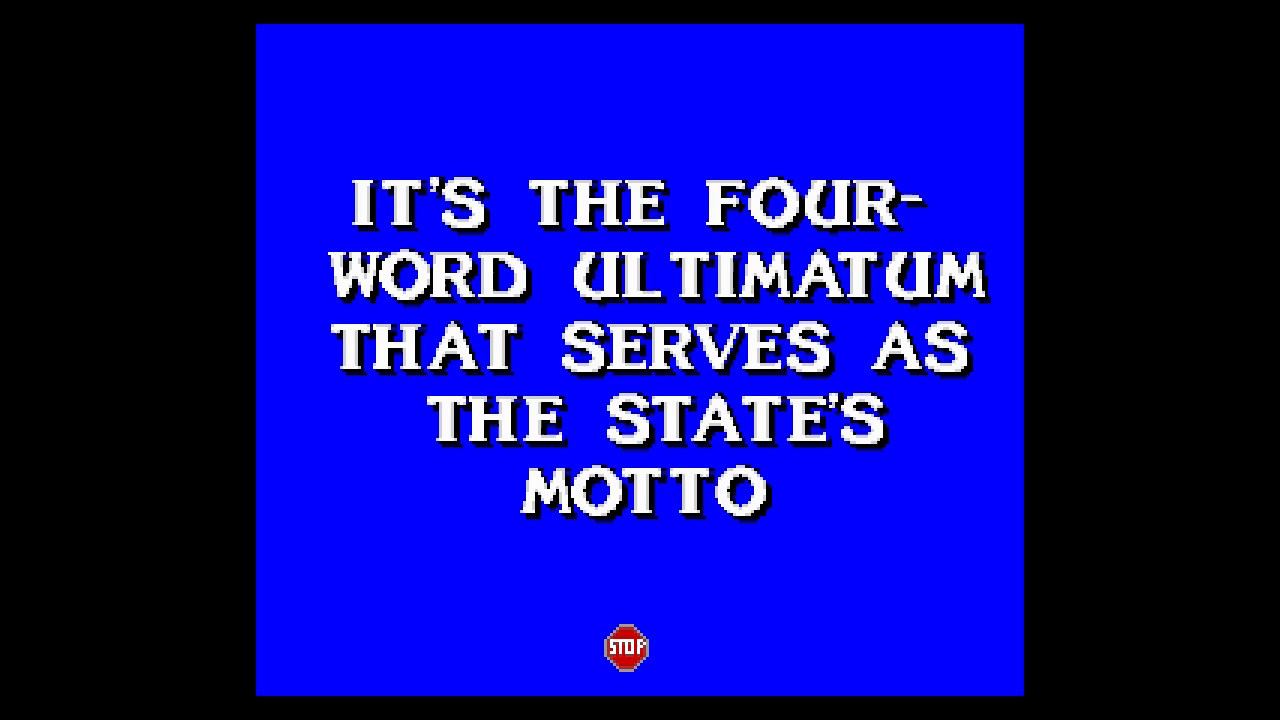 IT'S THE FOUR-
WORD ULTIMATUM
THAT SERVES AS
THE STATE'S
MOTTO
STOP